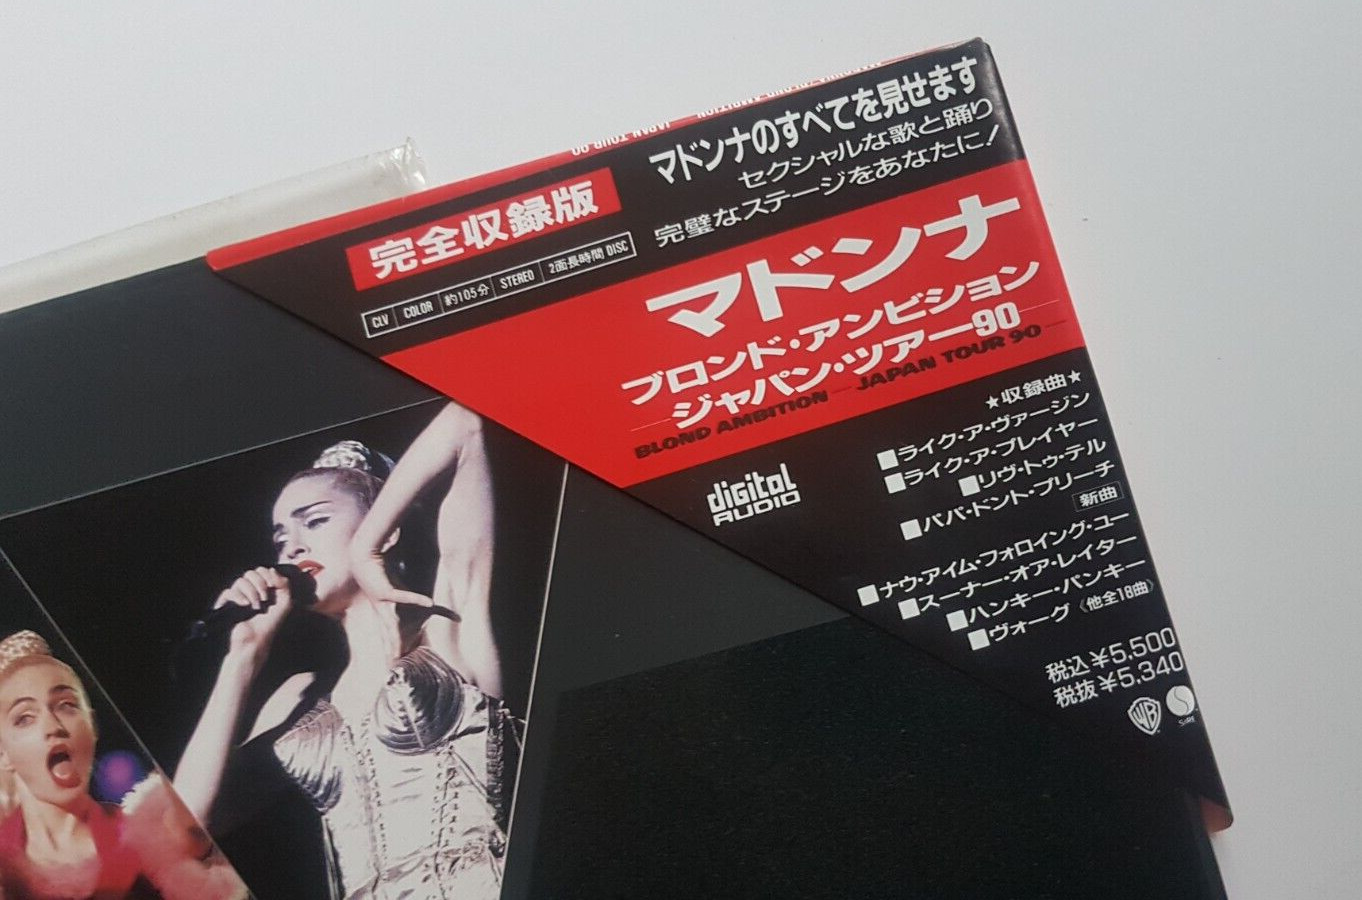 JAPAN TOUR 90
完全収録版
CLV COLOR 約105分 STEREO 2面長時間 DISC
マドンナのすべてを見せます
セクシャルな歌と踊り
完璧なステージをあなたに!
マドンナ
ブロンド・アンビション
ジャパン・ツアー90
BLOND AMBITION — JAPAN TOUR 90 —
digital
AUDIO
★収録曲★
■ライク・ア・ヴァージン
■ライク・ア・プレイヤー
■リヴ・トゥ・テル
■パパ・ドント・プリーチ
新曲
■ナウ・アイム・フォロイング・ユー
■スーナー・オア・レイター
■ハンキー・パンキー
■ヴォーグ《他全18曲》
税込¥5,500
税抜¥5,340
WB
SIRE